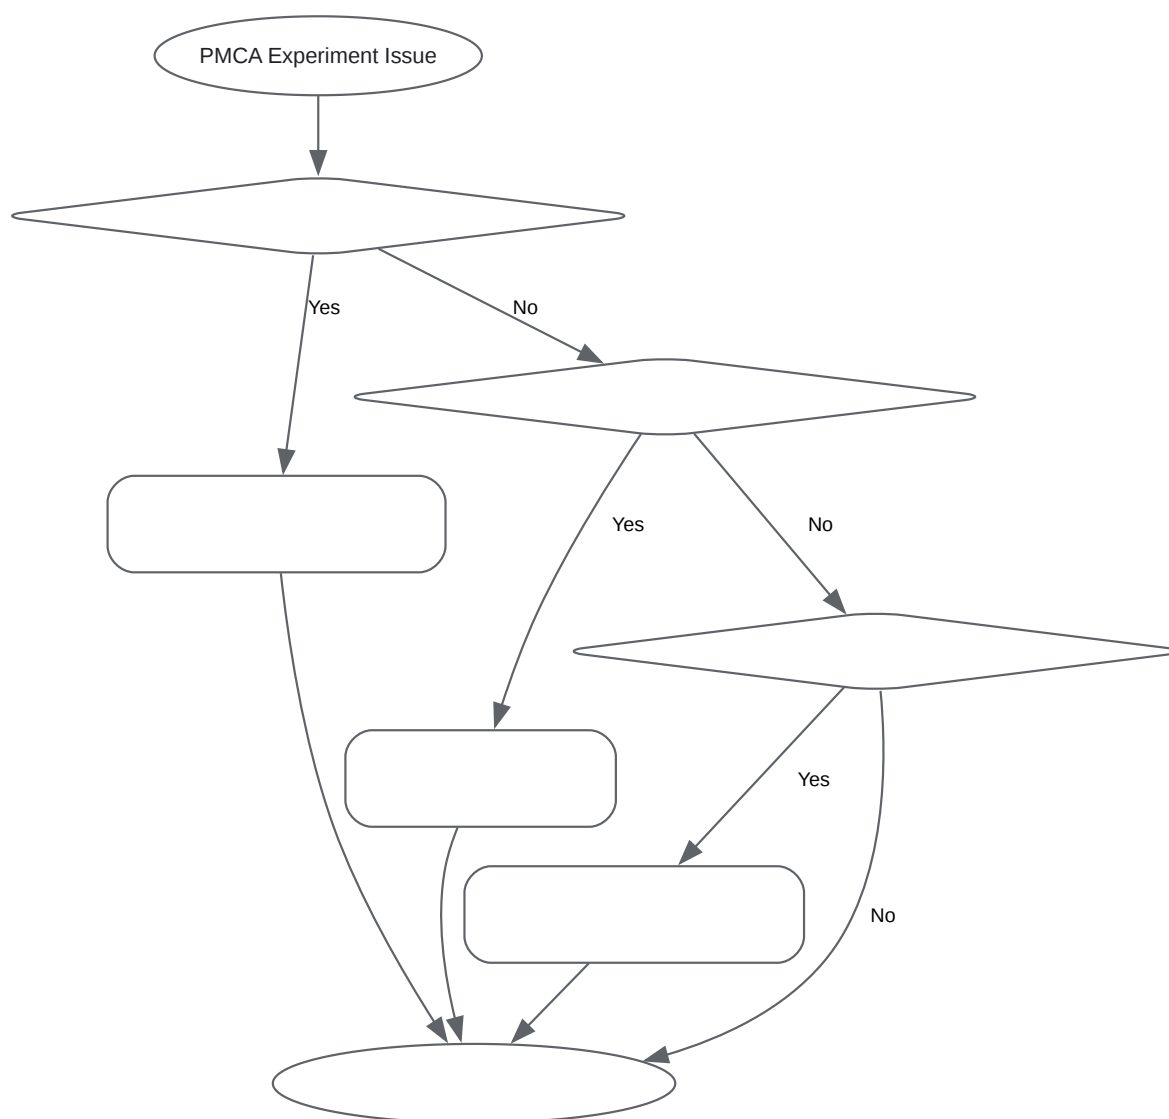 PMCA Experiment Issue
Yes
No
Yes
No
Yes
No